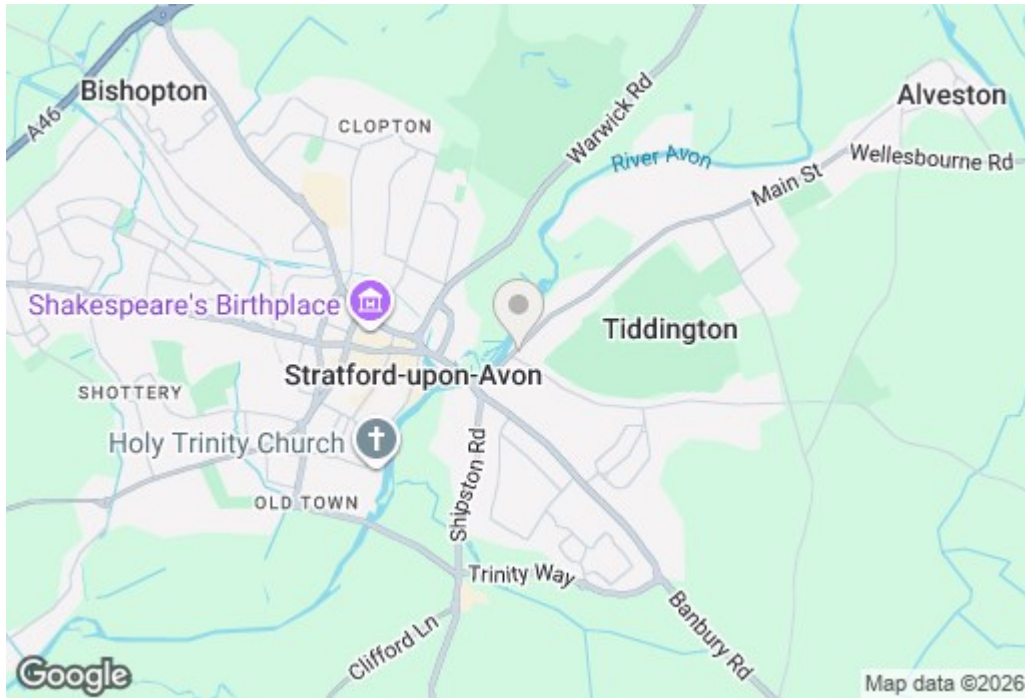 Bishopton
A46
CLOPTON
Warwick Rd
River Avon
Alveston
Wellesbourne Rd
Main St
Shakespeare's Birthplace
Tiddington
Stratford-upon-Avon
SHOTTERY
Holy Trinity Church
OLD TOWN
Shipston Rd
Trinity Way
Clifford Ln
Banbury Rd
Google
Map data ©2026